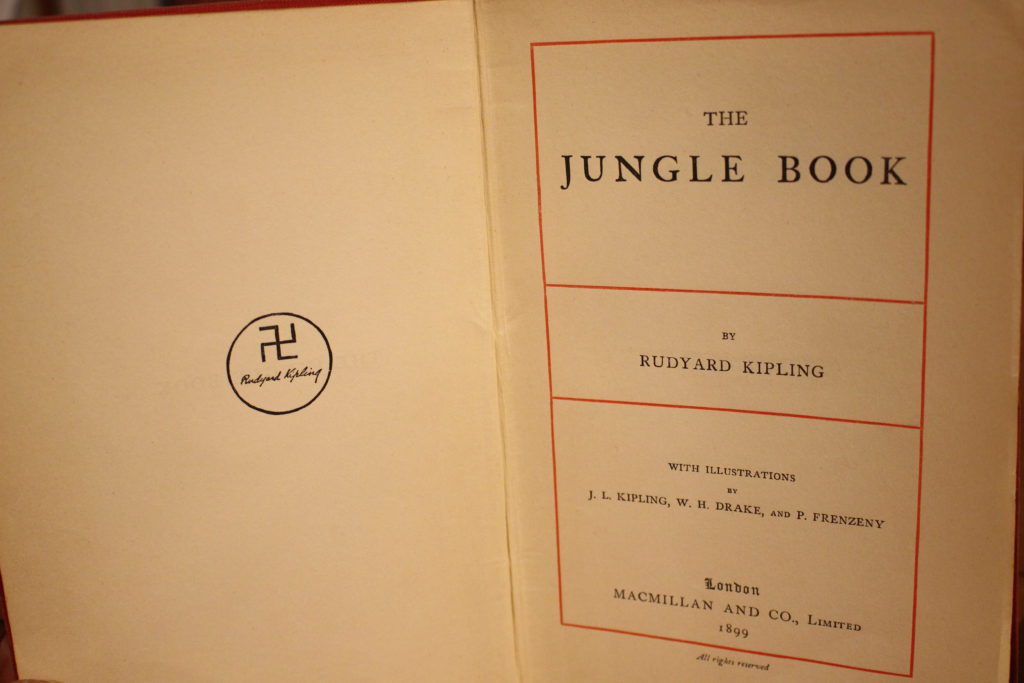 Rudyard Kipling
THE
JUNGLE BOOK
BY
RUDYARD KIPLING
WITH ILLUSTRATIONS
BY
J. L. KIPLING, W. H. DRAKE, AND P. FRENZENY
London
MACMILLAN AND CO., LIMITED
1899
All rights reserved